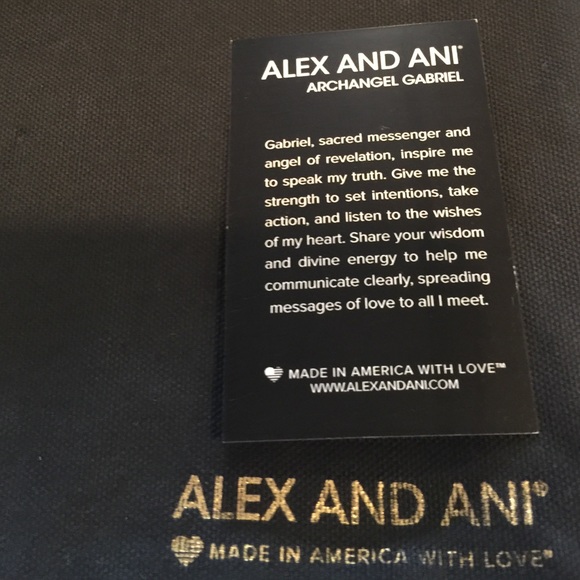 ALEX AND ANI®
ARCHANGEL GABRIEL
Gabriel, sacred messenger and
angel of revelation, inspire me
to speak my truth. Give me the
strength to set intentions, take
action, and listen to the wishes
of my heart. Share your wisdom
and divine energy to help me
communicate clearly, spreading
messages of love to all I meet.
MADE IN AMERICA WITH LOVE™
WWW.ALEXANDANI.COM
ALEX AND ANI®
MADE IN AMERICA WITH LOVE®